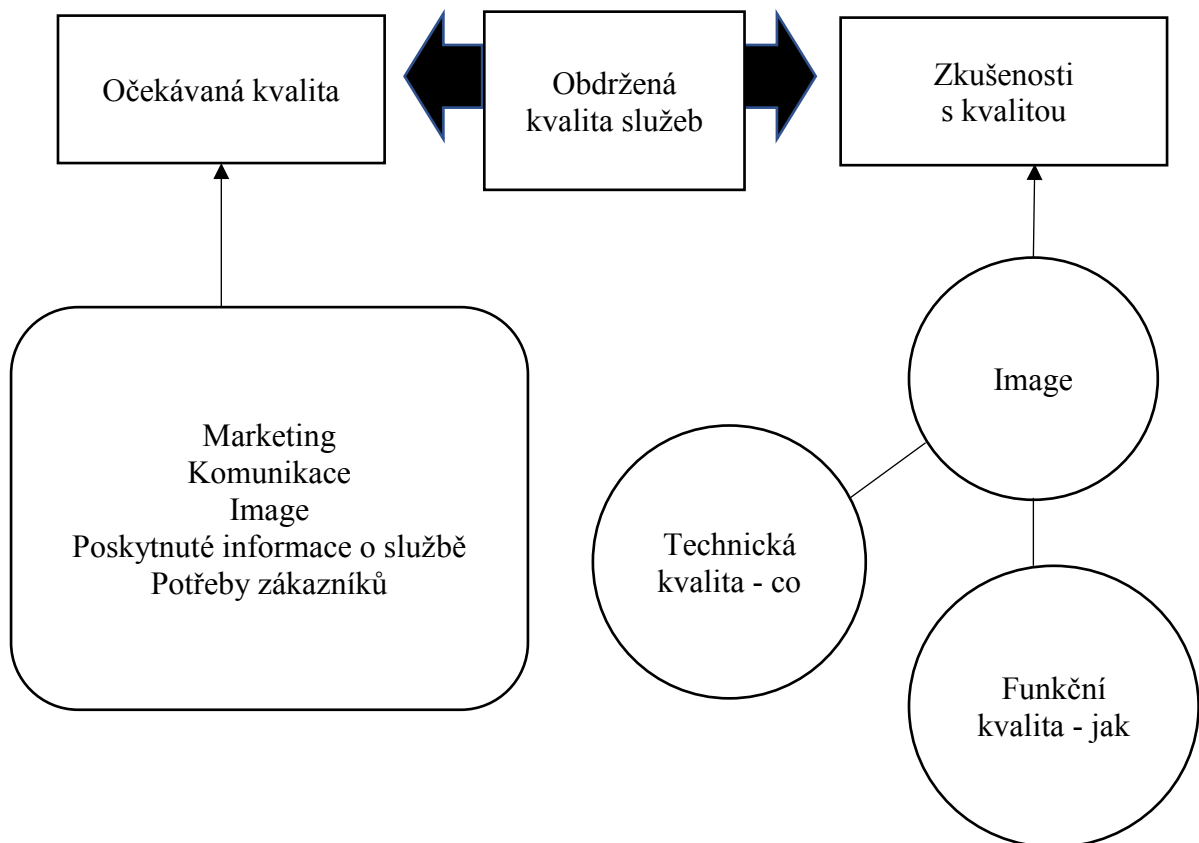 Očekávaná kvalita
Obdržená
kvalita služeb
Zkušenosti
s kvalitou
Marketing
Komunikace
Image
Poskytnuté informace o službě
Potřeby zákazníků
Image
Technická
kvalita - co
Funkční
kvalita - jak